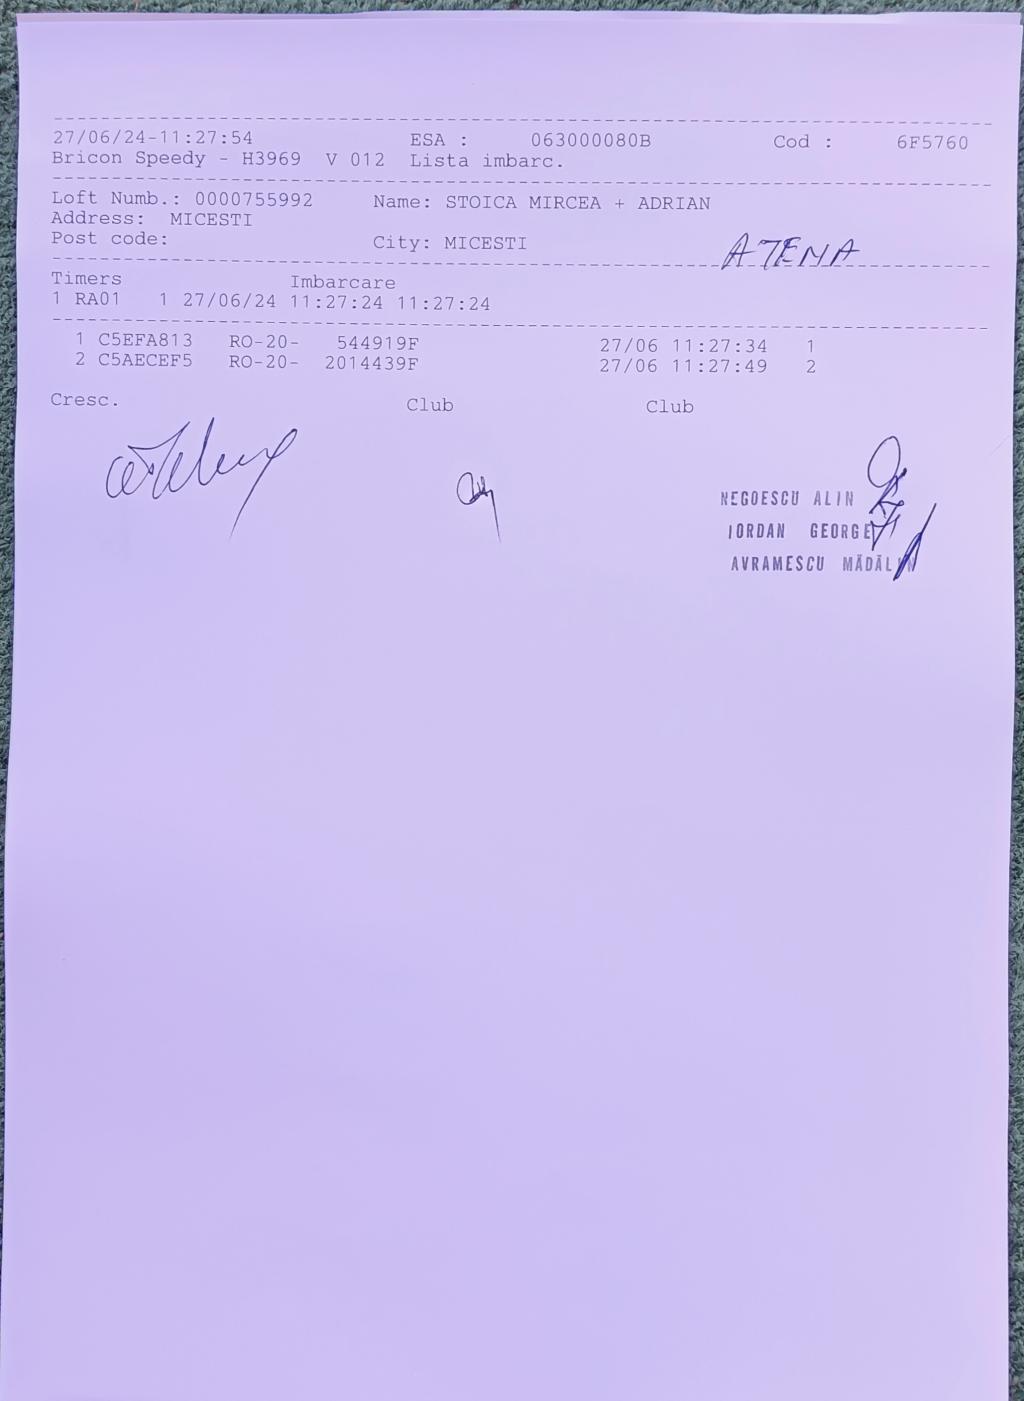 27/06/24-11:27:54 ESA : 063000080B Cod : 6F5760
Bricon Speedy - H3969 V 012 Lista imbarc.
Loft Numb.: 0000755992 Name: STOICA MIRCEA + ADRIAN
Address: MICESTI
Post code: City: MICESTI
ATENA
Timers Imbarcare
1 RA01 1 27/06/24 11:27:24 11:27:24
1 C5EFA813 RO-20- 544919F 27/06 11:27:34 1
2 C5AECEF5 RO-20- 2014439F 27/06 11:27:49 2
Cresc. Club Club
NEGOESCU ALIN
IORDAN GEORGE
AVRAMESCU MĂDĂLIN